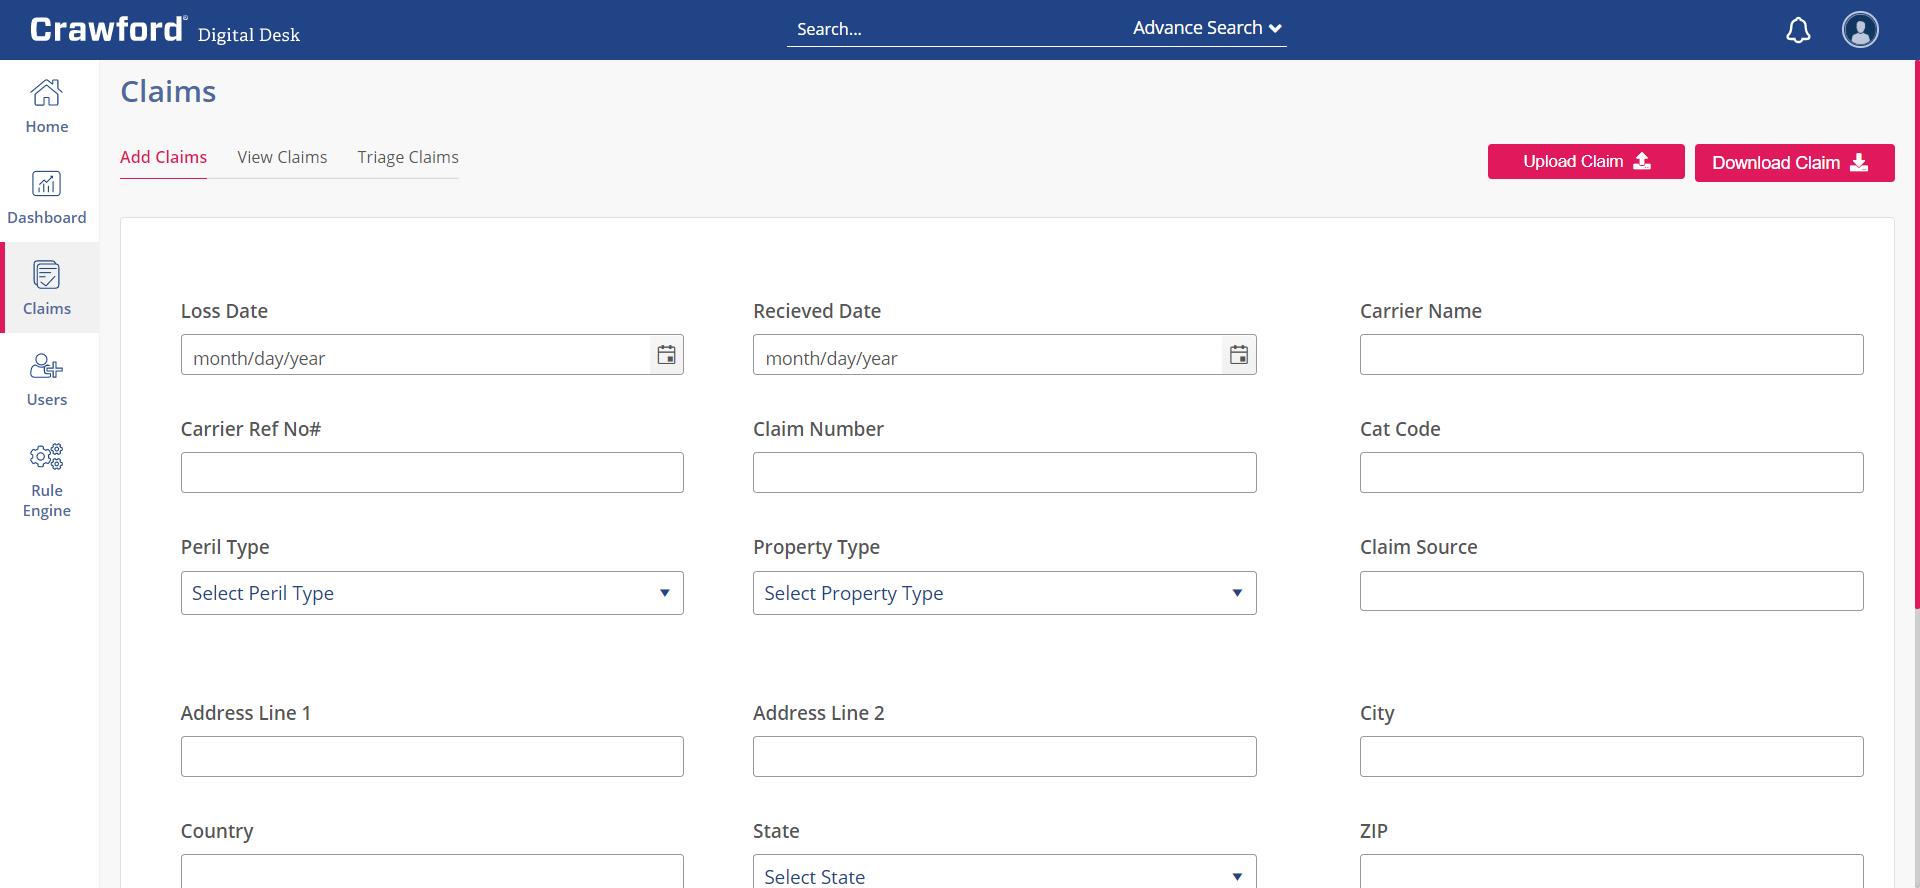 Crawford® Digital Desk
Search...
Advance Search
Home
Dashboard
Claims
Users
Rule
Engine
Claims
Add Claims
View Claims
Triage Claims
Upload Claim
Download Claim
Loss Date
Recieved Date
Carrier Name
month/day/year
month/day/year
Carrier Ref No#
Claim Number
Cat Code
Peril Type
Property Type
Claim Source
Select Peril Type
Select Property Type
Address Line 1
Address Line 2
City
Country
State
ZIP
Select State